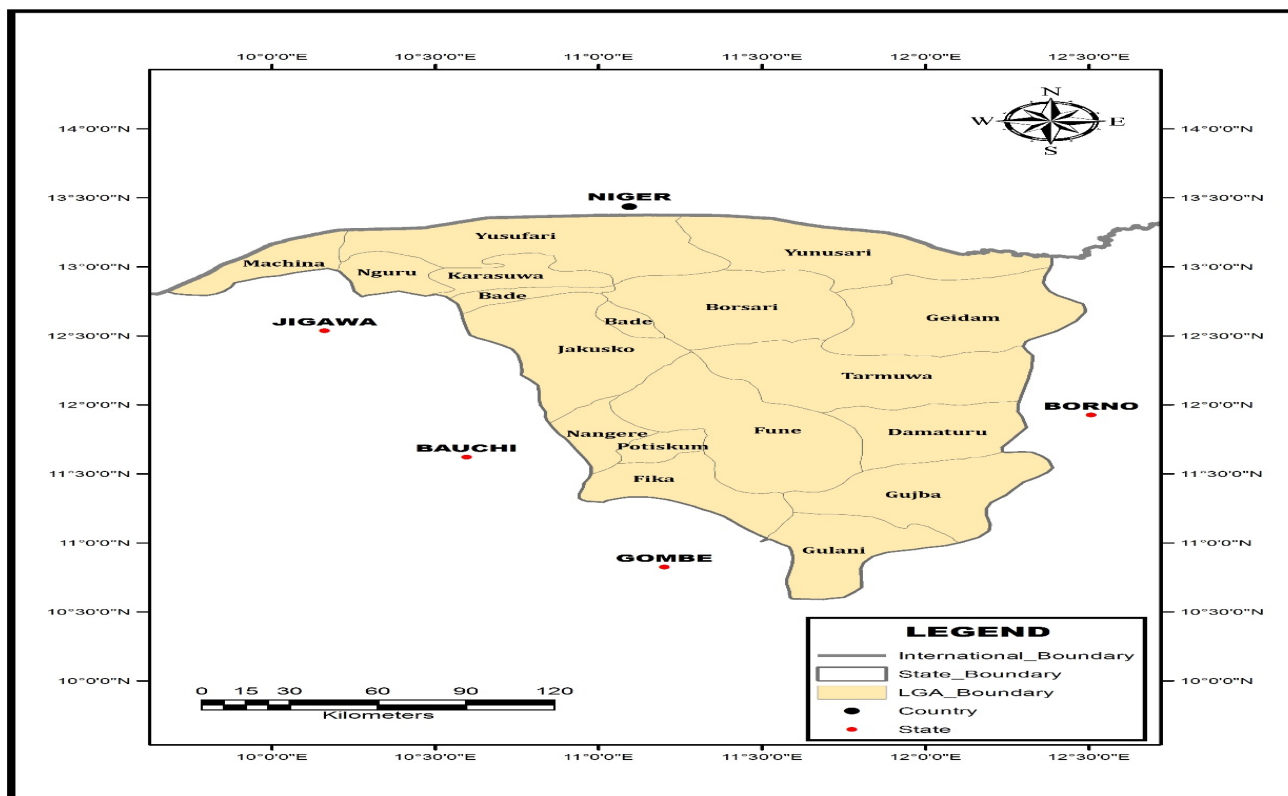 10°0'0"E 10°30'0"E 11°0'0"E 11°30'0"E 12°0'0"E 12°30'0"E
N
W E
S
14°0'0"N 14°0'0"N
13°30'0"N NIGER 13°30'0"N
Yusufari
Yunusari
Machina
13°0'0"N Nguru Karasuwa 13°0'0"N
Bade
Borsari
JIGAWA Bade Geidam
12°30'0"N 12°30'0"N
Jakusko
Tarmuwa
12°0'0"N BORNO 12°0'0"N
Nangere Fune Damaturu
BAUCHI Potiskum
11°30'0"N 11°30'0"N
Fika
Gujba
11°0'0"N 11°0'0"N
GOMBE Gulani
10°30'0"N 10°30'0"N
LEGEND
International_Boundary
State_Boundary
10°0'0"N 10°0'0"N
LGA_Boundary
Country
State
0 15 30 60 90 120
Kilometers
10°0'0"E 10°30'0"E 11°0'0"E 11°30'0"E 12°0'0"E 12°30'0"E